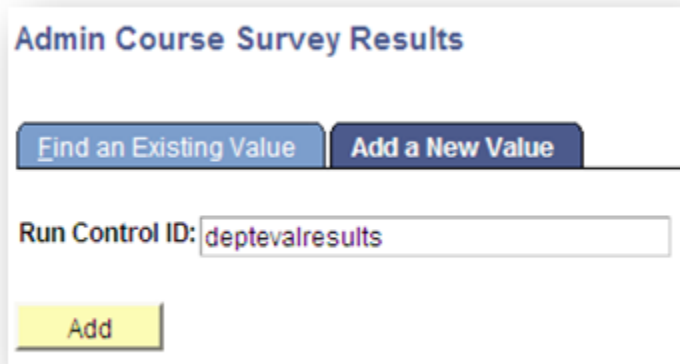 Admin Course Survey Results
Find an Existing Value Add a New Value
Run Control ID: deptevalresults
Add